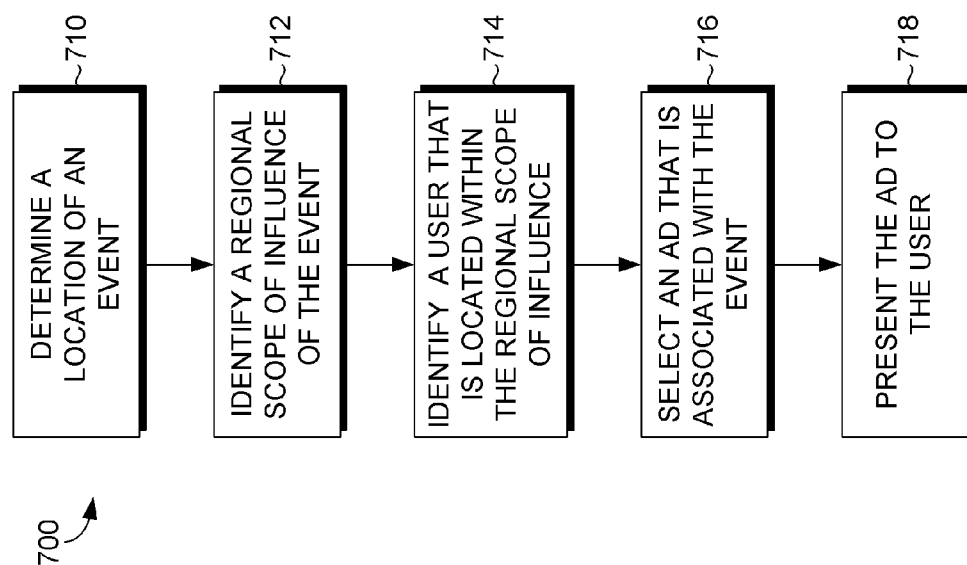 700
DETERMINE A
LOCATION OF AN
EVENT
710
IDENTIFY A REGIONAL
SCOPE OF INFLUENCE
OF THE EVENT
712
IDENTIFY A USER THAT
IS LOCATED WITHIN
THE REGIONAL SCOPE
OF INFLUENCE
714
SELECT AN AD THAT IS
ASSOCIATED WITH THE
EVENT
716
PRESENT THE AD TO
THE USER
718